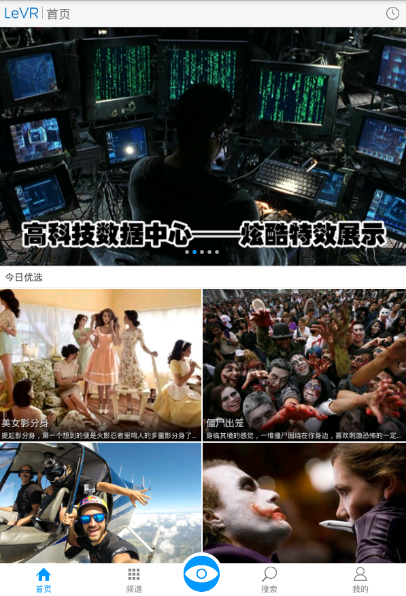 LeVR 首页
高科技数据中心——炫酷特效展示
今日优选
美女影分身
提起影分身，第一个想到的便是火影忍者里鸣人的多重影分身了...
僵尸出笼
身临其境的感觉，一堆僵尸围绕在你身边，喜欢刺激恐怖的一定...
首页
频道
搜索
我的